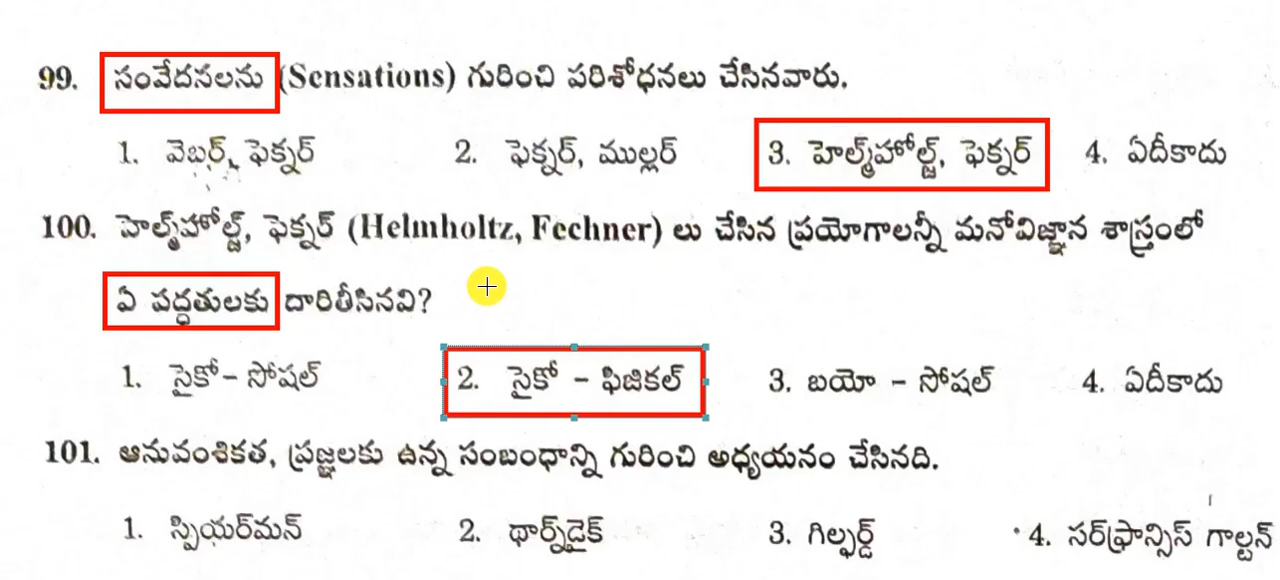 99. సంవేదనలను (Sensations) గురించి పరిశోధనలు చేసినవారు.
1. వెబర్, ఫెక్నర్ 2. ఫెక్నర్, ముల్లర్ 3. హెల్మ్‌హోల్జ్, ఫెక్నర్ 4. ఏదీకాదు
100. హెల్మ్‌హోల్జ్, ఫెక్నర్ (Helmholtz, Fechner) లు చేసిన ప్రయోగాలన్నీ మనోవిజ్ఞాన శాస్త్రంలో
ఏ పద్ధతులకు దారితీసినవి?
1. సైకో - సోషల్ 2. సైకో - ఫిజికల్ 3. బయో - సోషల్ 4. ఏదీకాదు
101. ఆనువంశికత, ప్రజ్ఞలకు ఉన్న సంబంధాన్ని గురించి అధ్యయనం చేసినది.
1. స్పియర్‌మన్ 2. థార్న్‌డైక్ 3. గిల్ఫర్డ్ 4. సర్‌ఫ్రాన్సిస్ గాల్టన్